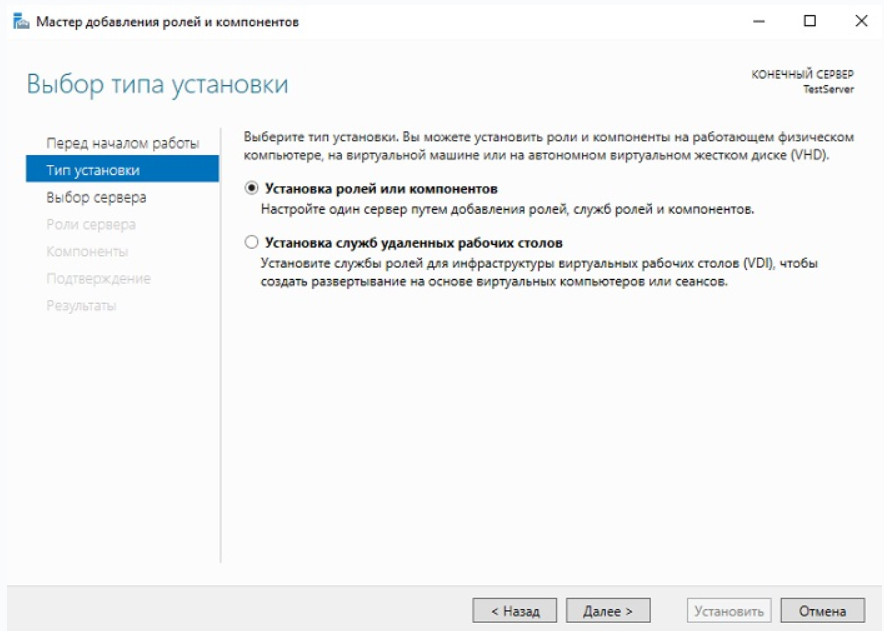 Мастер добавления ролей и компонентов
Выбор типа установки
КОНЕЧНЫЙ СЕРВЕР
TestServer
Перед началом работы
Тип установки
Выбор сервера
Роли сервера
Компоненты
Подтверждение
Результаты
Выберите тип установки. Вы можете установить роли и компоненты на работающем физическом
компьютере, на виртуальной машине или на автономном виртуальном жестком диске (VHD).
Установка ролей или компонентов
Настройте один сервер путем добавления ролей, служб ролей и компонентов.
Установка служб удаленных рабочих столов
Установите службы ролей для инфраструктуры виртуальных рабочих столов (VDI), чтобы
создать развертывание на основе виртуальных компьютеров или сеансов.
< Назад
Далее >
Установить
Отмена